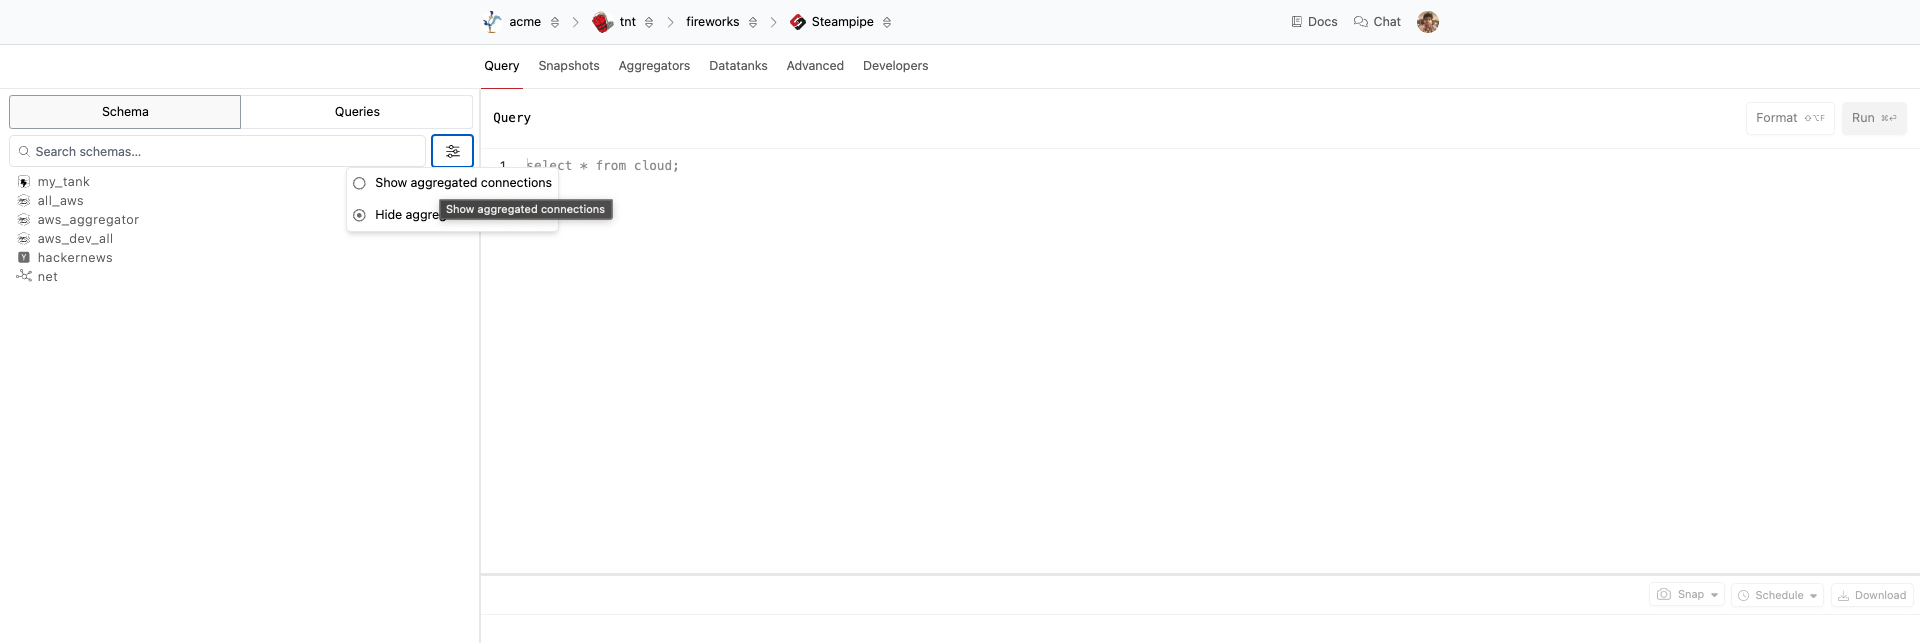 acme tnt fireworks Steampipe Docs Chat
Query Snapshots Aggregators Datatanks Advanced Developers
Schema Queries
Search schemas...
my_tank
all_aws
aws_aggregator
aws_dev_all
hackernews
net
Show aggregated connections
Hide
Show aggregated connections
Query
Format ⇧⌥F Run ⌘⏎
1 select * from cloud;
Snap Schedule Download